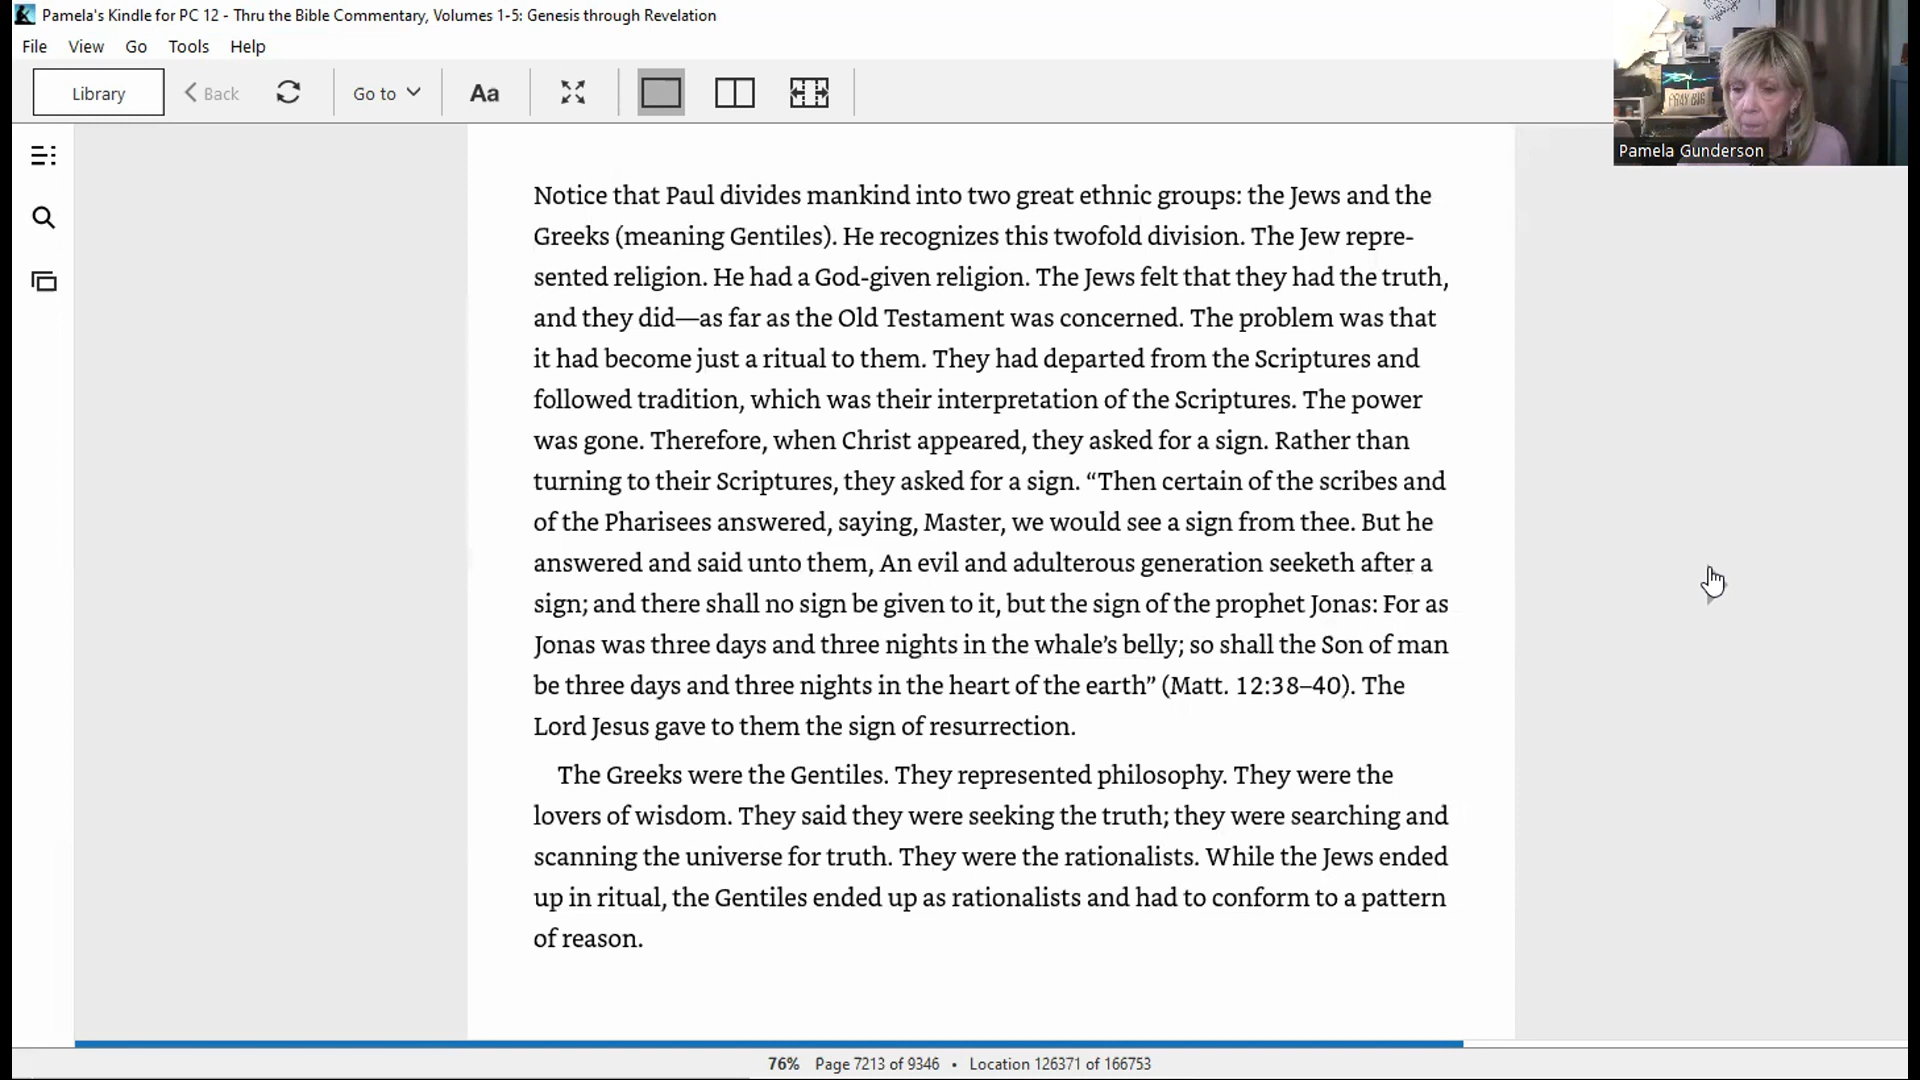 Pamela's Kindle for PC 12 - Thru the Bible Commentary, Volumes 1-5: Genesis through Revelation
File View Go Tools Help
Library Back Go to Aa
PRAY BIG
Pamela Gunderson
Notice that Paul divides mankind into two great ethnic groups: the Jews and the
Greeks (meaning Gentiles). He recognizes this twofold division. The Jew repre-
sented religion. He had a God-given religion. The Jews felt that they had the truth,
and they did—as far as the Old Testament was concerned. The problem was that
it had become just a ritual to them. They had departed from the Scriptures and
followed tradition, which was their interpretation of the Scriptures. The power
was gone. Therefore, when Christ appeared, they asked for a sign. Rather than
turning to their Scriptures, they asked for a sign. “Then certain of the scribes and
of the Pharisees answered, saying, Master, we would see a sign from thee. But he
answered and said unto them, An evil and adulterous generation seeketh after a
sign; and there shall no sign be given to it, but the sign of the prophet Jonas: For as
Jonas was three days and three nights in the whale’s belly; so shall the Son of man
be three days and three nights in the heart of the earth” (Matt. 12:38–40). The
Lord Jesus gave to them the sign of resurrection.
The Greeks were the Gentiles. They represented philosophy. They were the
lovers of wisdom. They said they were seeking the truth; they were searching and
scanning the universe for truth. They were the rationalists. While the Jews ended
up in ritual, the Gentiles ended up as rationalists and had to conform to a pattern
of reason.
76% Page 7213 of 9346 • Location 126371 of 166753